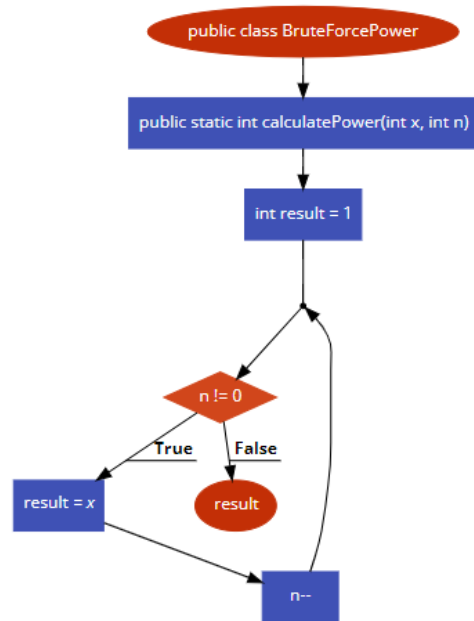 public class BruteForcePower
public static int calculatePower(int x, int n)
int result = 1
n != 0
True
False
result = x
result
n--